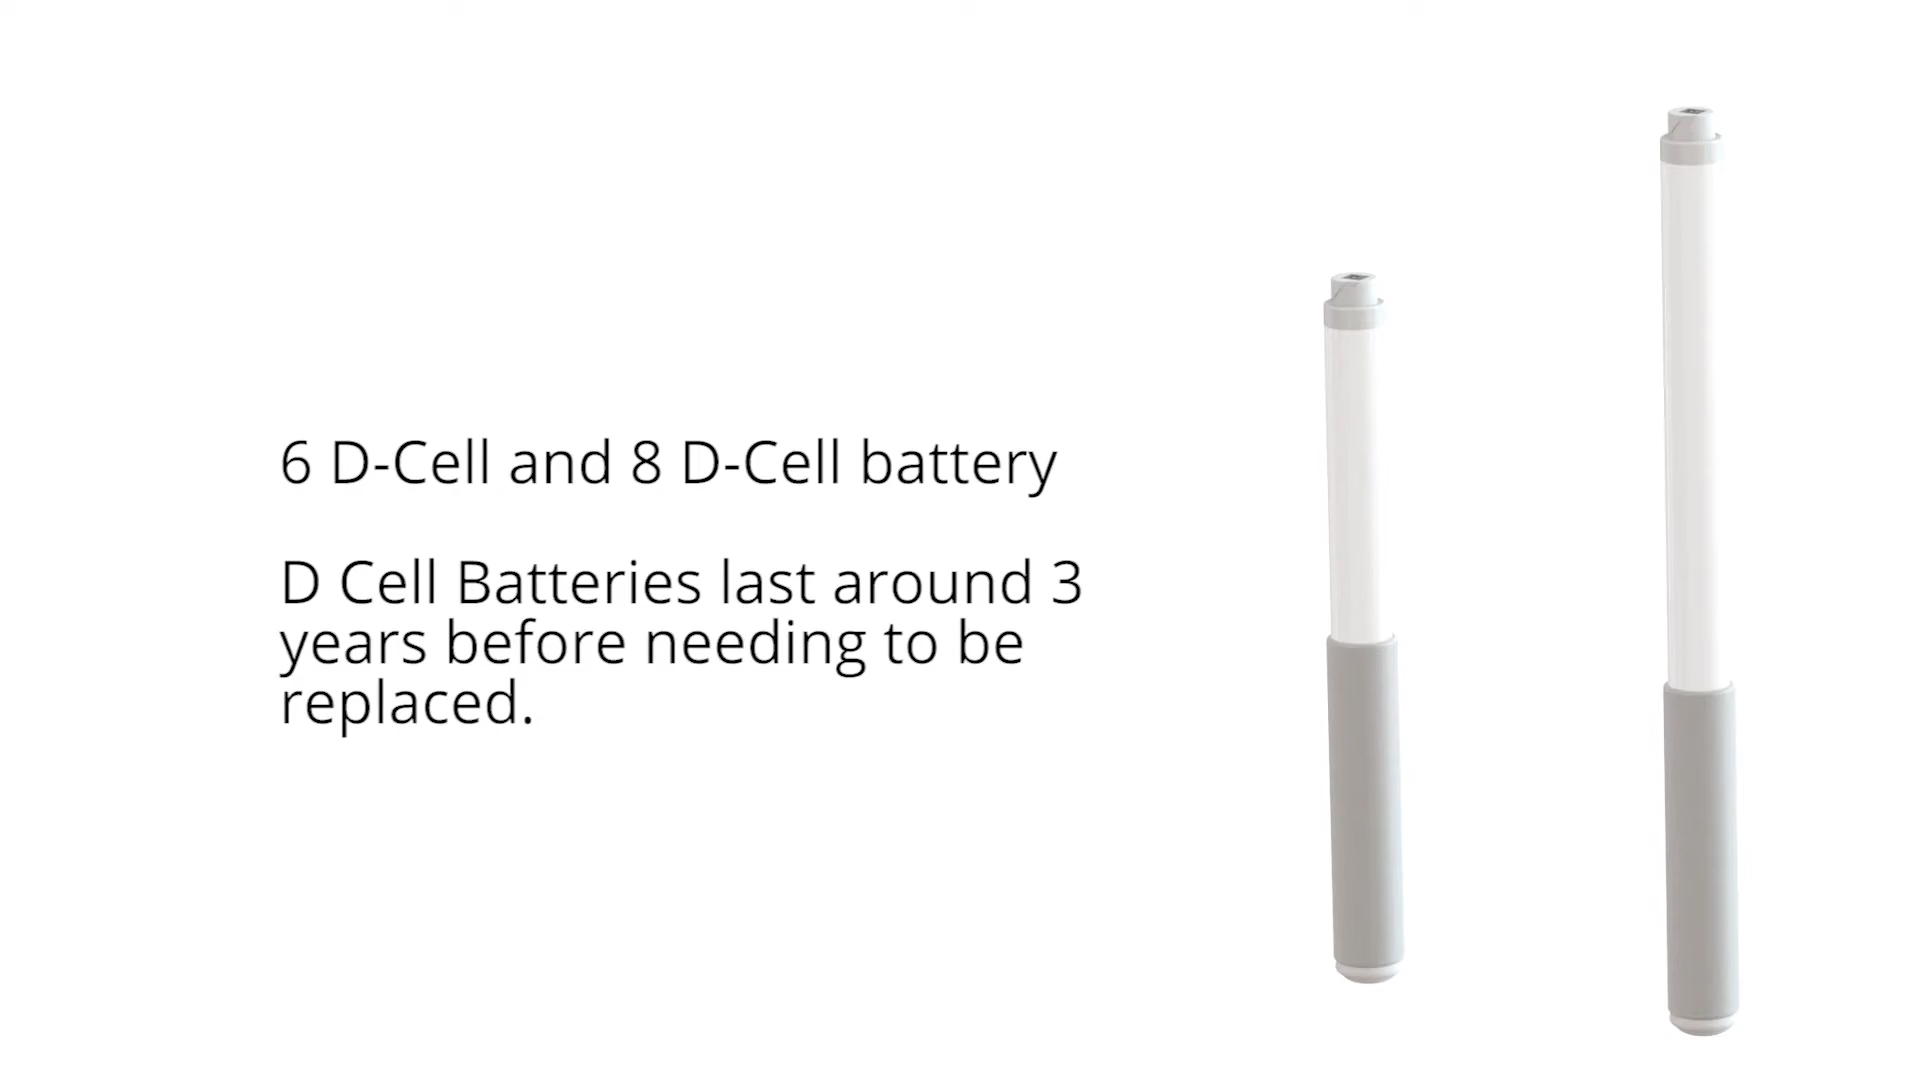 6 D-Cell and 8 D-Cell battery
D Cell Batteries last around 3
years before needing to be
replaced.